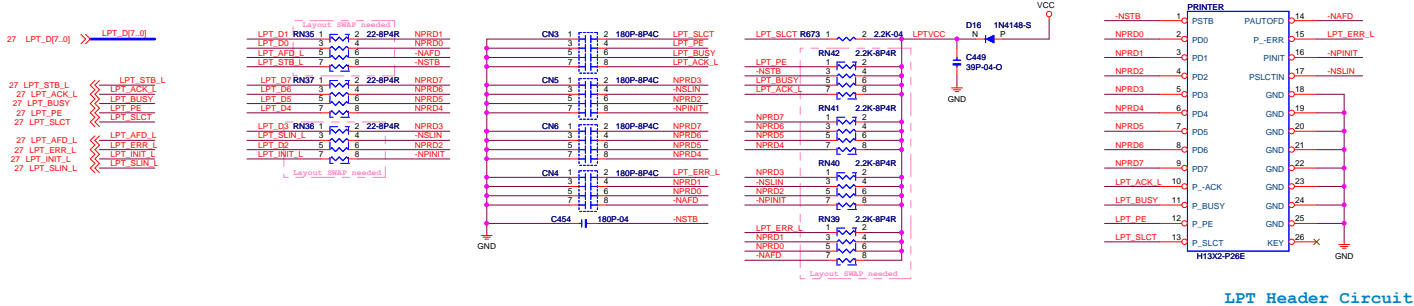 27 LPT_D[7..0] LPT_D[7..0]
27 LPT_STB_L LPT_STB_L
27 LPT_ACK_L LPT_ACK_L
27 LPT_BUSY LPT_BUSY
27 LPT_PE LPT_PE
27 LPT_SLCT LPT_SLCT
27 LPT_AFD_L LPT_AFD_L
27 LPT_ERR_L LPT_ERR_L
27 LPT_INIT_L LPT_INIT_L
27 LPT_SLIN_L LPT_SLIN_L
Layout SWAP needed
LPT_D1 RN35 1 2 22-8P4R NPRD1
LPT_D0 3 4 NPRD0
LPT_AFD_L 5 6 -NAFD
LPT_STB_L 7 8 -NSTB
LPT_D7 RN37 1 2 22-8P4R NPRD7
LPT_D6 3 4 NPRD6
LPT_D5 5 6 NPRD5
LPT_D4 7 8 NPRD4
LPT_D3 RN36 1 2 22-8P4R NPRD3
LPT_SLIN_L 3 4 -NSLIN
LPT_D2 5 6 NPRD2
LPT_INIT_L 7 8 -NPINIT
Layout SWAP needed
CN3 1 2 180P-8P4C LPT_SLCT
3 4 LPT_PE
5 6 LPT_BUSY
7 8 LPT_ACK_L
CN5 1 2 180P-8P4C NPRD3
3 4 -NSLIN
5 6 NPRD2
7 8 -NPINIT
CN6 1 2 180P-8P4C NPRD7
3 4 NPRD6
5 6 NPRD5
7 8 NPRD4
CN4 1 2 180P-8P4C LPT_ERR_L
3 4 NPRD1
5 6 NPRD0
7 8 -NAFD
C454 180P-04 -NSTB
GND
VCC
D16 1N4148-S
N P
LPT_SLCT R673 2.2K-04 LPTVCC
C449
39P-04-O
GND
RN42 2.2K-8P4R
LPT_PE 1 2
-NSTB 3 4
LPT_BUSY 5 6
LPT_ACK_L 7 8
RN41 2.2K-8P4R
NPRD7 1 2
NPRD6 3 4
NPRD5 5 6
NPRD4 7 8
RN40 2.2K-8P4R
NPRD3 1 2
-NSLIN 3 4
NPRD2 5 6
-NPINIT 7 8
RN39 2.2K-8P4R
LPT_ERR_L 1 2
NPRD1 3 4
NPRD0 5 6
-NAFD 7 8
Layout SWAP needed
PRINTER
-NSTB 1 PSTB PAUTOFD 14 -NAFD
NPRD0 2 PD0 P_-ERR 15 LPT_ERR_L
NPRD1 3 PD1 PINIT 16 -NPINIT
NPRD2 4 PD2 PSLCTIN 17 -NSLIN
NPRD3 5 PD3 GND 18
NPRD4 6 PD4 GND 19
NPRD5 7 PD5 GND 20
NPRD6 8 PD6 GND 21
NPRD7 9 PD7 GND 22
LPT_ACK_L 10 P_-ACK GND 23
LPT_BUSY 11 P_BUSY GND 24
LPT_PE 12 P_PE GND 25
LPT_SLCT 13 P_SLCT KEY 26
H13X2-P26E
GND
LPT Header Circuit